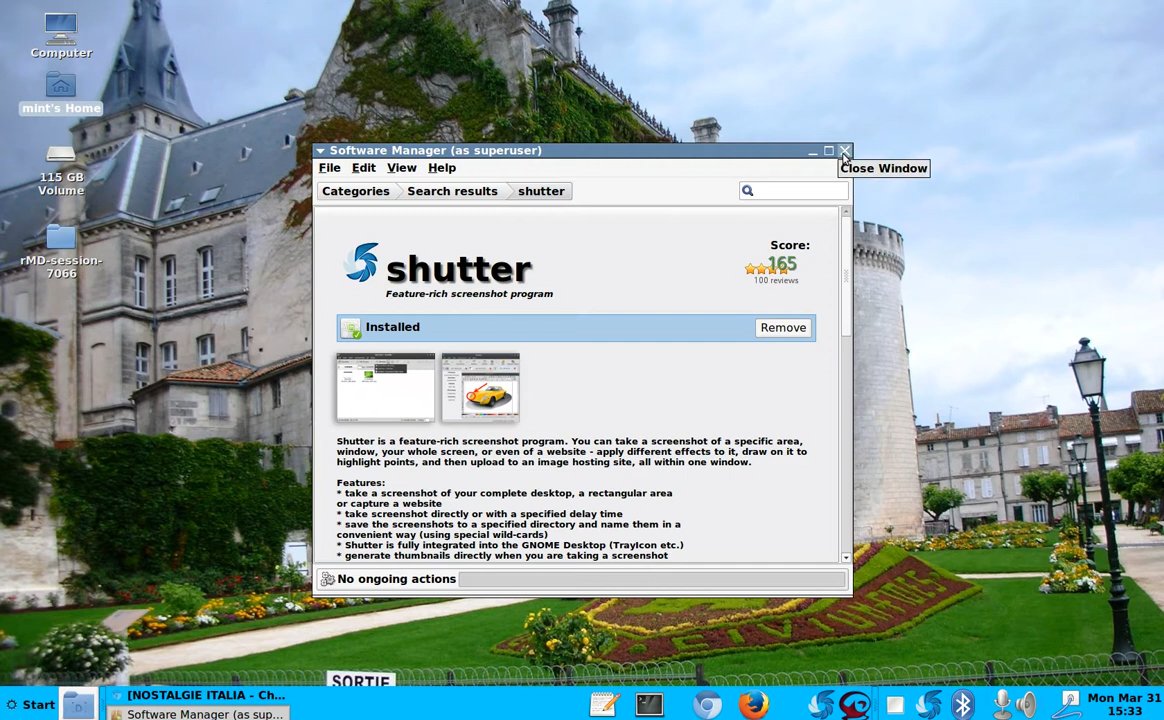 Computer
mint's Home
115 GB
Volume
rMD-session-
7066
Software Manager (as superuser)
Close Window
File Edit View Help
Categories Search results shutter
Score:
165
100 reviews
shutter
Feature-rich screenshot program
Installed
Remove
Shutter is a feature-rich screenshot program. You can take a screenshot of a specific area,
window, your whole screen, or even of a website - apply different effects to it, draw on it to
highlight points, and then upload to an image hosting site, all within one window.
Features:
* take a screenshot of your complete desktop, a rectangular area
or capture a website
* take screenshot directly or with a specified delay time
* save the screenshots to a specified directory and name them in a
convenient way (using special wild-cards)
* Shutter is fully integrated into the GNOME Desktop (TrayIcon etc.)
* generate thumbnails directly when you are taking a screenshot
No ongoing actions
SORTIE
Start
[NOSTALGIE ITALIA - Ch...
Software Manager (as sup...
Mon Mar 31
15:33